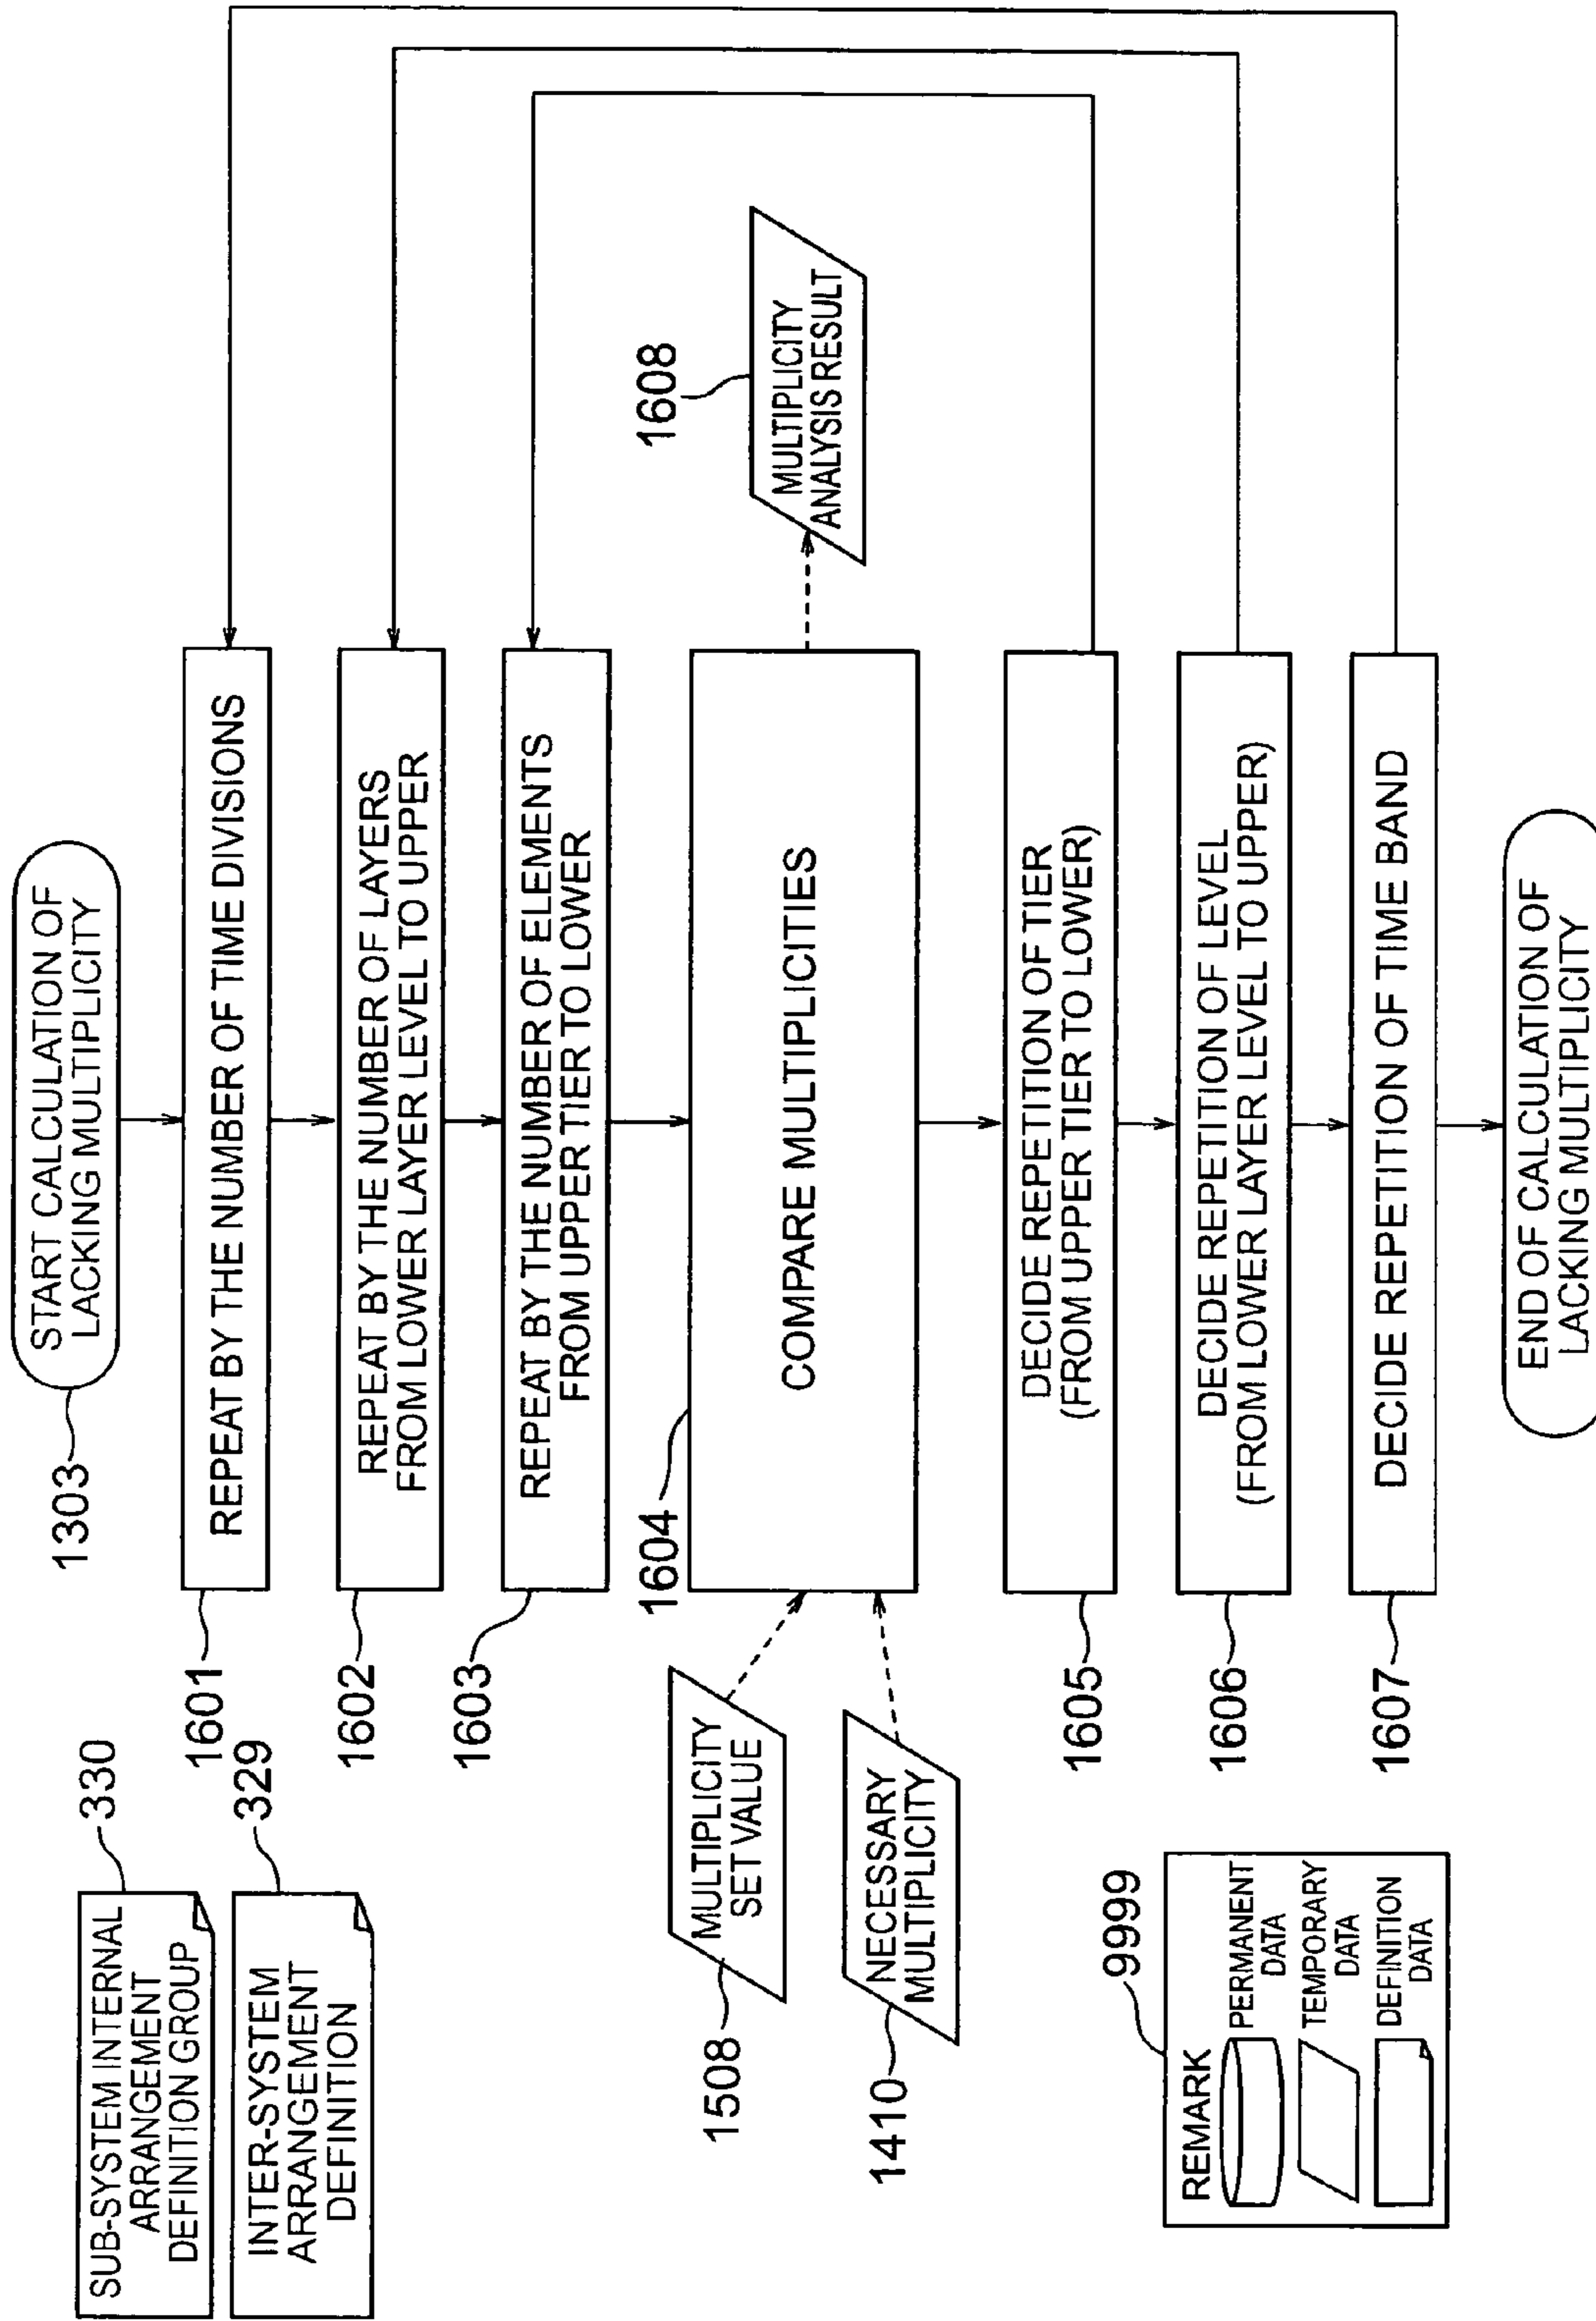 SUB-SYSTEM INTERNAL
ARRANGEMENT
DEFINITION GROUP
330
INTER-SYSTEM
ARRANGEMENT
DEFINITION
329
1303
START CALCULATION OF
LACKING MULTIPLICITY
1601
REPEAT BY THE NUMBER OF TIME DIVISIONS
1602
REPEAT BY THE NUMBER OF LAYERS
FROM LOWER LAYER LEVEL TO UPPER
1603
REPEAT BY THE NUMBER OF ELEMENTS
FROM UPPER TIER TO LOWER
1604
COMPARE MULTIPLICITIES
1508
MULTIPLICITY
SET VALUE
1410
NECESSARY
MULTIPLICITY
1608
MULTIPLICITY
ANALYSIS RESULT
1605
DECIDE REPETITION OF TIER
(FROM UPPER TIER TO LOWER)
1606
DECIDE REPETITION OF LEVEL
(FROM LOWER LAYER LEVEL TO UPPER)
1607
DECIDE REPETITION OF TIME BAND
END OF CALCULATION OF
LACKING MULTIPLICITY
9999
REMARK
PERMANENT
DATA
TEMPORARY
DATA
DEFINITION
DATA